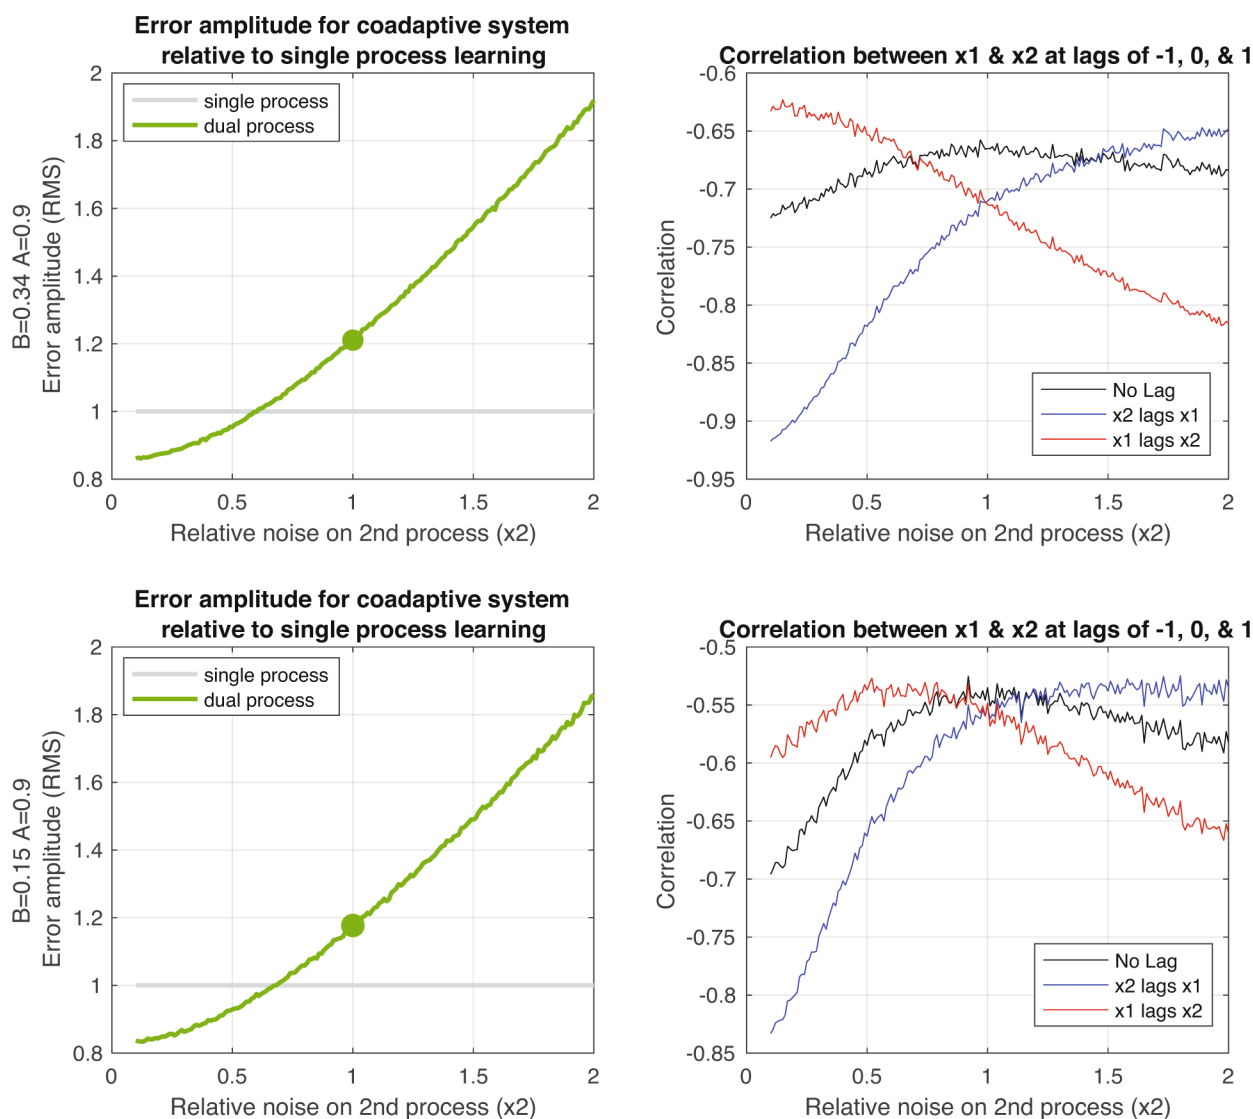 Error amplitude for coadaptive system
relative to single process learning
2
1.8
1.6
1.4
1.2
1
0.8
0
0.5
1
1.5
2
single process
dual process
B=0.34 A=0.9
Error amplitude (RMS)
Relative noise on 2nd process (x2)
Correlation between x1 & x2 at lags of -1, 0, & 1
-0.6
-0.65
-0.7
-0.75
-0.8
-0.85
-0.9
-0.95
0
0.5
1
1.5
2
No Lag
x2 lags x1
x1 lags x2
Correlation
Relative noise on 2nd process (x2)
Error amplitude for coadaptive system
relative to single process learning
2
1.8
1.6
1.4
1.2
1
0.8
0
0.5
1
1.5
2
single process
dual process
B=0.15 A=0.9
Error amplitude (RMS)
Relative noise on 2nd process (x2)
Correlation between x1 & x2 at lags of -1, 0, & 1
-0.5
-0.55
-0.6
-0.65
-0.7
-0.75
-0.8
-0.85
0
0.5
1
1.5
2
No Lag
x2 lags x1
x1 lags x2
Correlation
Relative noise on 2nd process (x2)